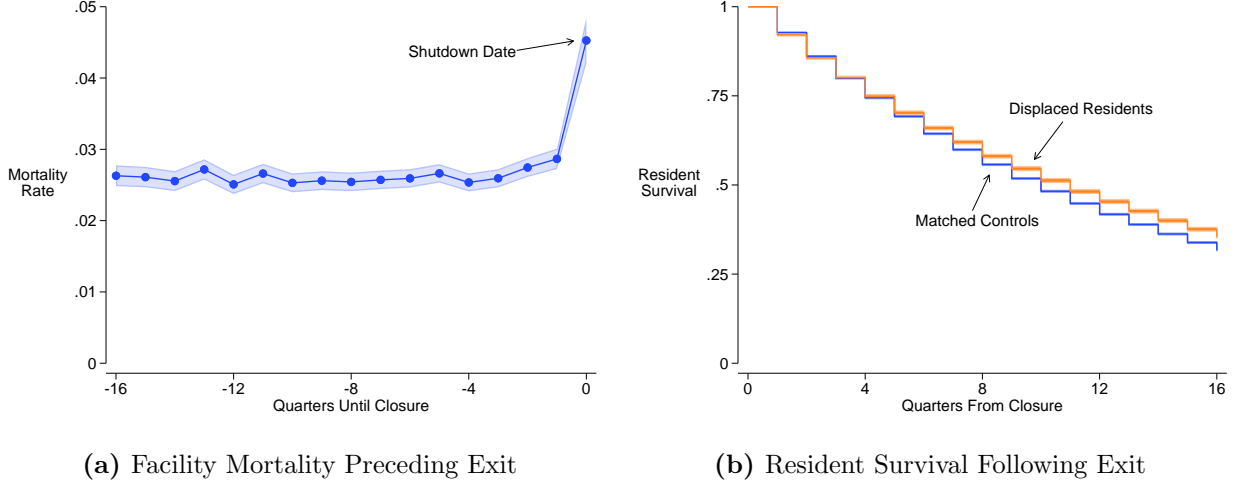 .05
.04
.03
.02
.01
0
Mortality
Rate
Shutdown Date
-16
-12
-8
-4
0
Quarters Until Closure
(a) Facility Mortality Preceding Exit
1
.75
.5
.25
0
Resident
Survival
Displaced Residents
Matched Controls
0
4
8
12
16
Quarters From Closure
(b) Resident Survival Following Exit